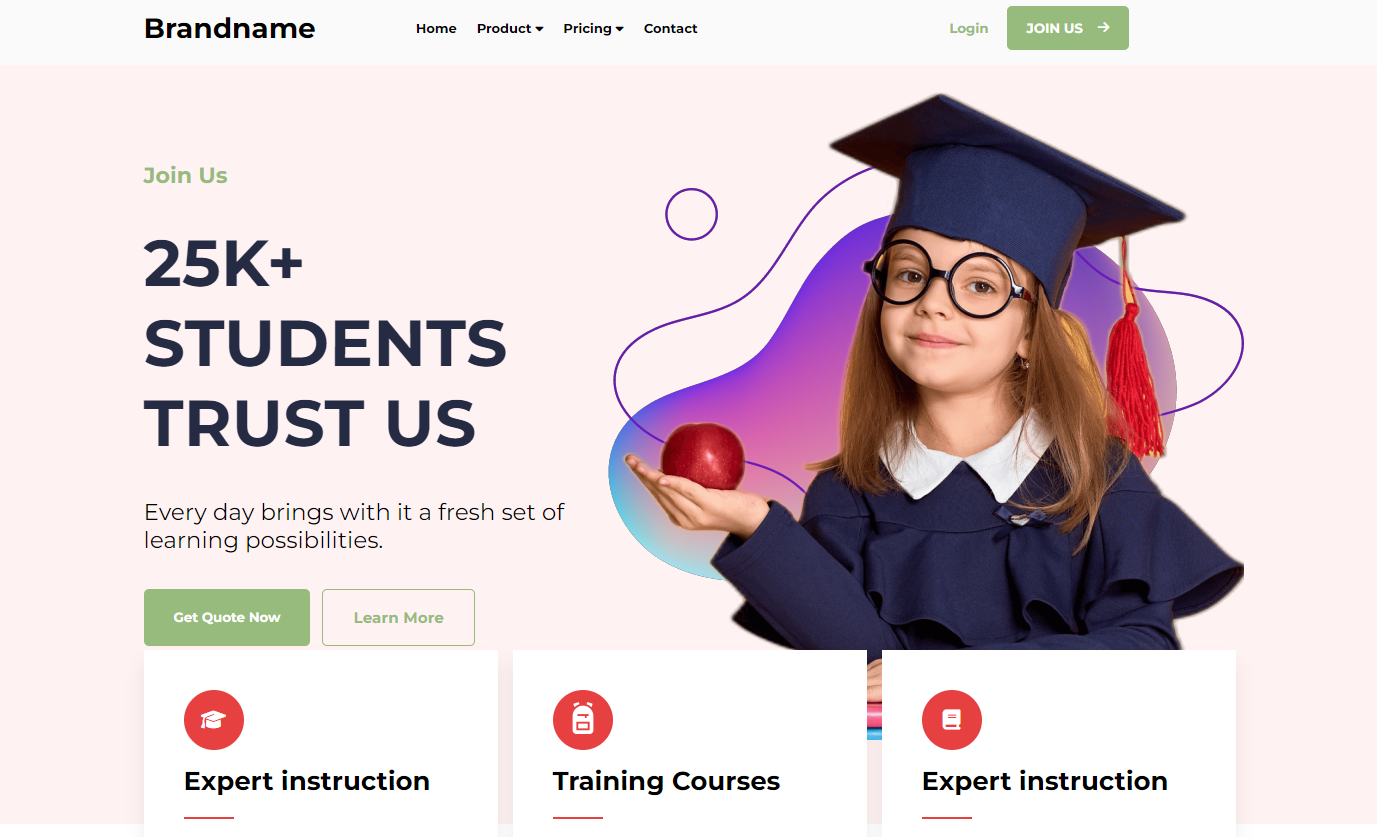 Brandname
Home
Product
Pricing
Contact
Login
JOIN US
Join Us
25K+
STUDENTS
TRUST US
Every day brings with it a fresh set of
learning possibilities.
Get Quote Now
Learn More
Expert instruction
Training Courses
Expert instruction